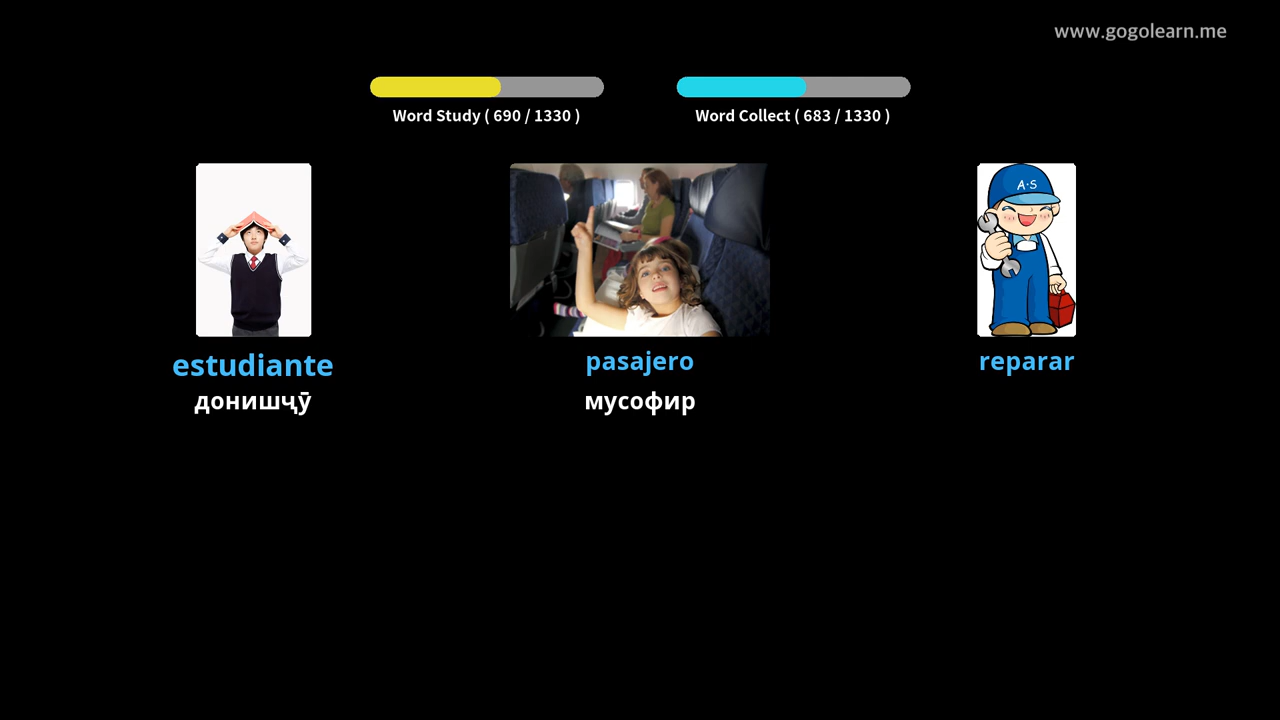 www.gogolearn.me
Word Study ( 690 / 1330 )
Word Collect ( 683 / 1330 )
A·S
estudiante
pasajero
reparar
донишҷӯ
мусофир